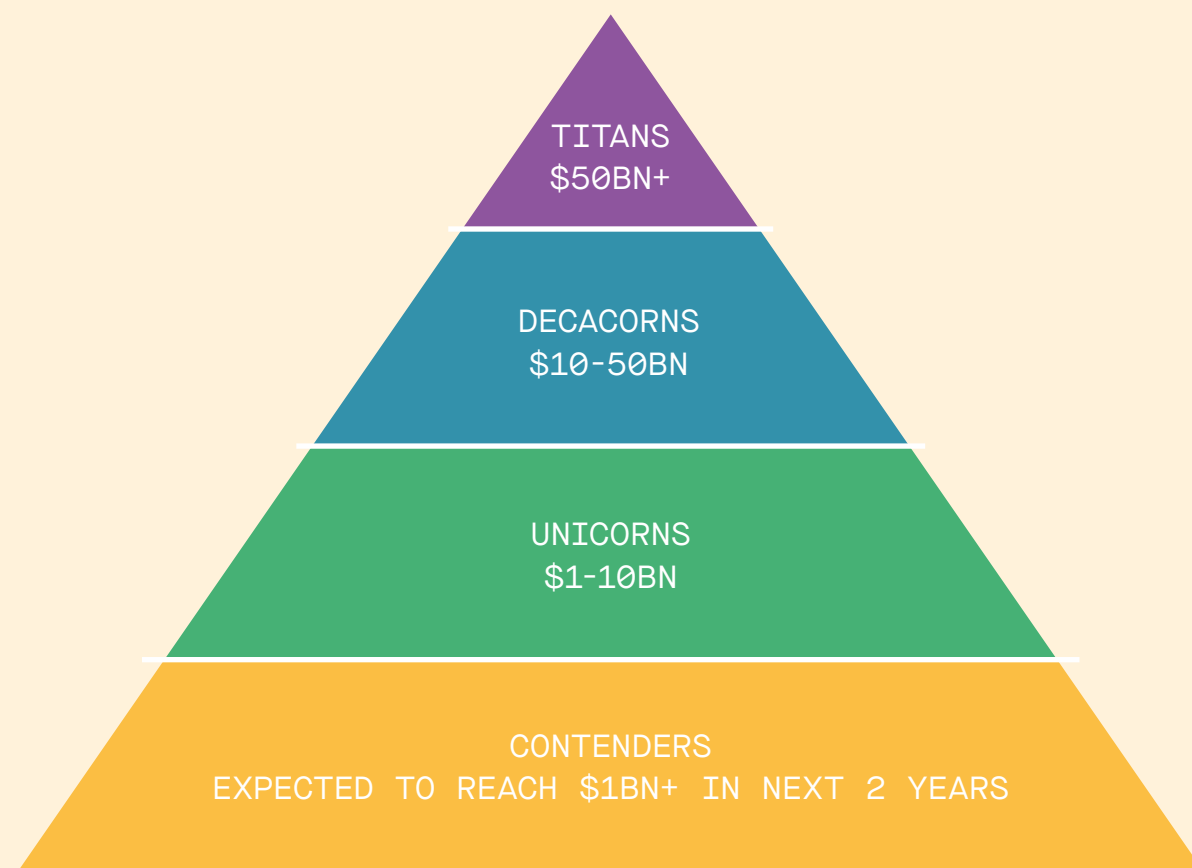 TITANS
$50BN+
DECACORNS
$10-50BN
UNICORNS
$1-10BN
CONTENDERS
EXPECTED TO REACH $1BN+ IN NEXT 2 YEARS